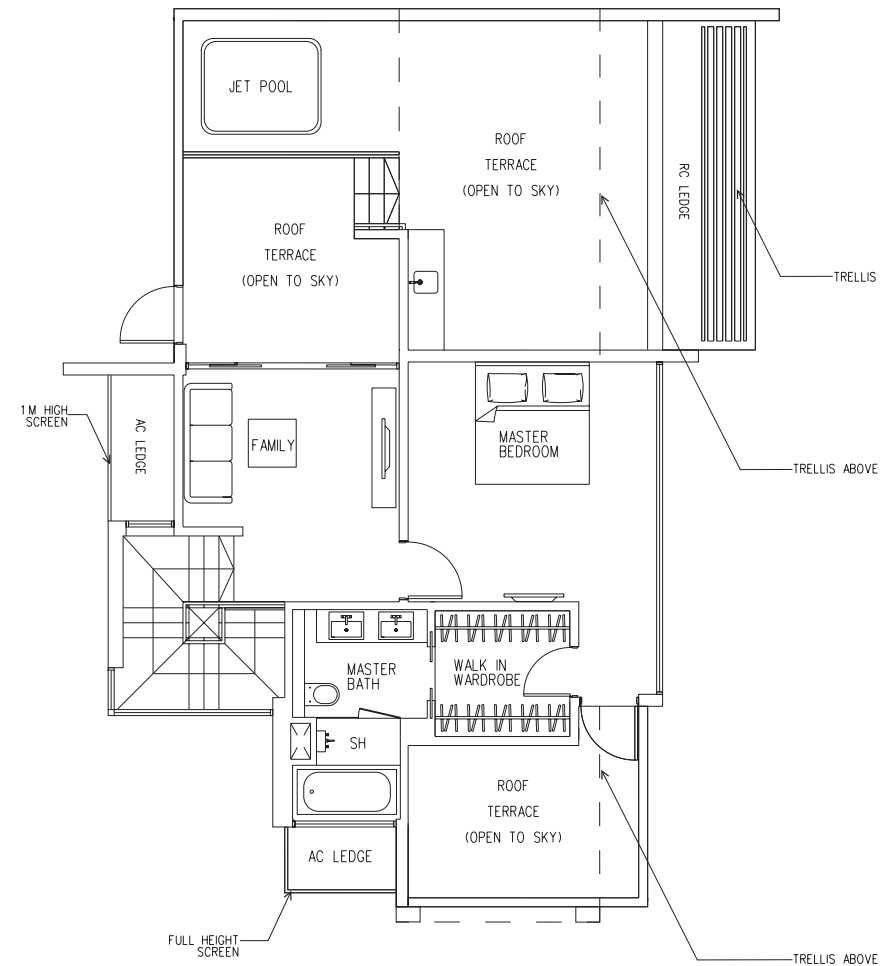 JET POOL
ROOF
TERRACE
(OPEN TO SKY)
RC LEDGE
ROOF
TERRACE
(OPEN TO SKY)
TRELLIS
1M HIGH
SCREEN
AC LEDGE
FAMILY
MASTER
BEDROOM
TRELLIS ABOVE
MASTER
BATH
WALK IN
WARDROBE
SH
ROOF
TERRACE
(OPEN TO SKY)
AC LEDGE
FULL HEIGHT
SCREEN
TRELLIS ABOVE